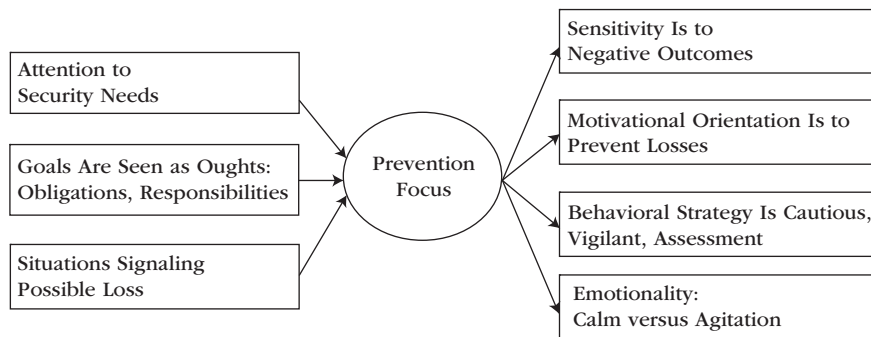 Attention to
Security Needs
Goals Are Seen as Oughts:
Obligations, Responsibilities
Situations Signaling
Possible Loss
Prevention
Focus
Sensitivity Is to
Negative Outcomes
Motivational Orientation Is to
Prevent Losses
Behavioral Strategy Is Cautious,
Vigilant, Assessment
Emotionality:
Calm versus Agitation